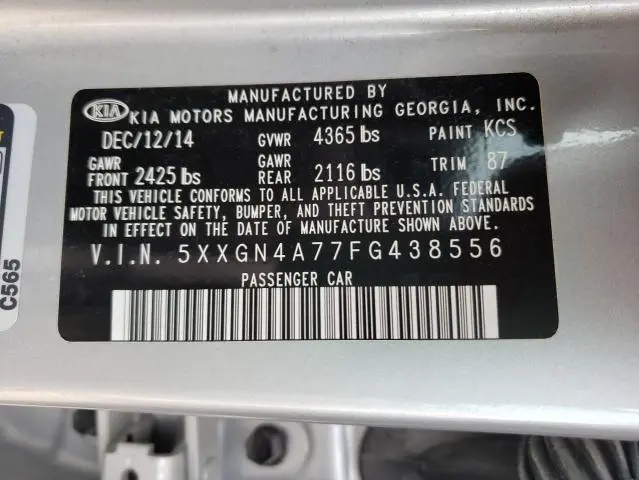 MANUFACTURED BY
KIA KIA MOTORS MANUFACTURING GEORGIA, INC.
DEC/12/14 GVWR 4365 lbs PAINT KCS
GAWR FRONT 2425 lbs GAWR REAR 2116 lbs TRIM 87
THIS VEHICLE CONFORMS TO ALL APPLICABLE U.S.A. FEDERAL
MOTOR VEHICLE SAFETY, BUMPER, AND THEFT PREVENTION STANDARDS
IN EFFECT ON THE DATE OF MANUFACTURE SHOWN ABOVE.
V.I.N. 5XXGN4A77FG438556
PASSENGER CAR
C565